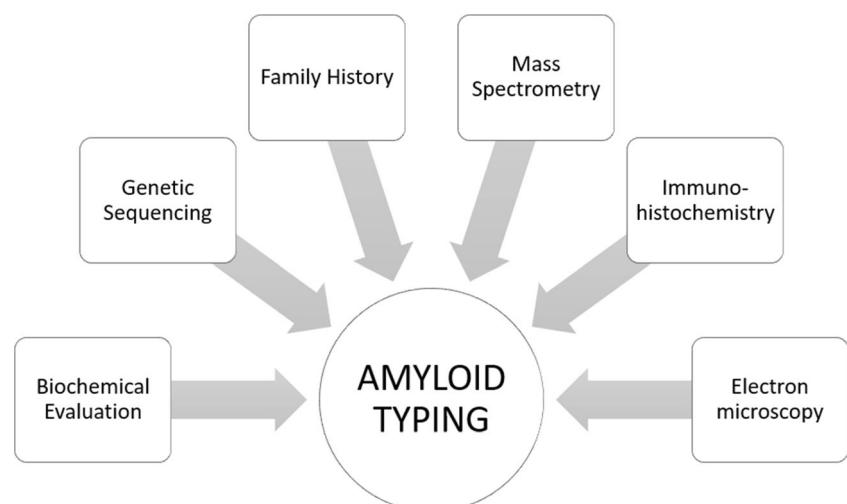 Family History
Mass
Spectrometry
Genetic
Sequencing
Immuno-
histochemistry
Biochemical
Evaluation
AMYLOID
TYPING
Electron
microscopy